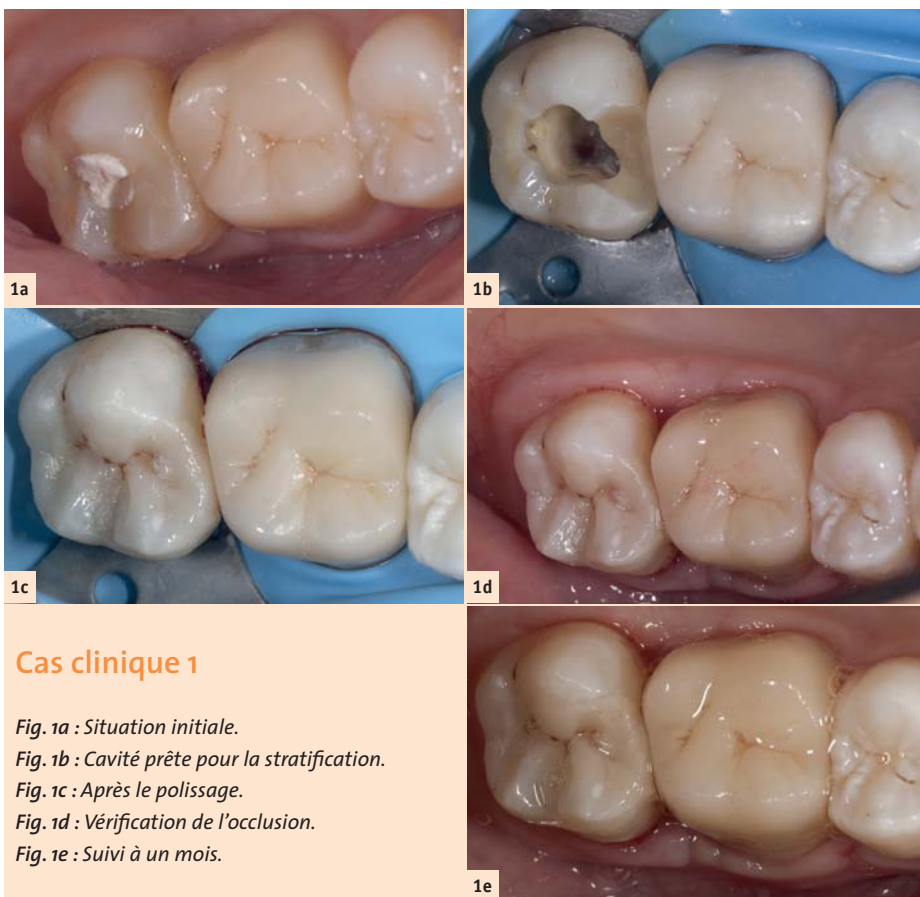 1a
1b
1c
1d
Cas clinique 1
Fig. 1a : Situation initiale.
Fig. 1b : Cavité prête pour la stratification.
Fig. 1c : Après le polissage.
Fig. 1d : Vérification de l’occlusion.
Fig. 1e : Suivi à un mois.
1e